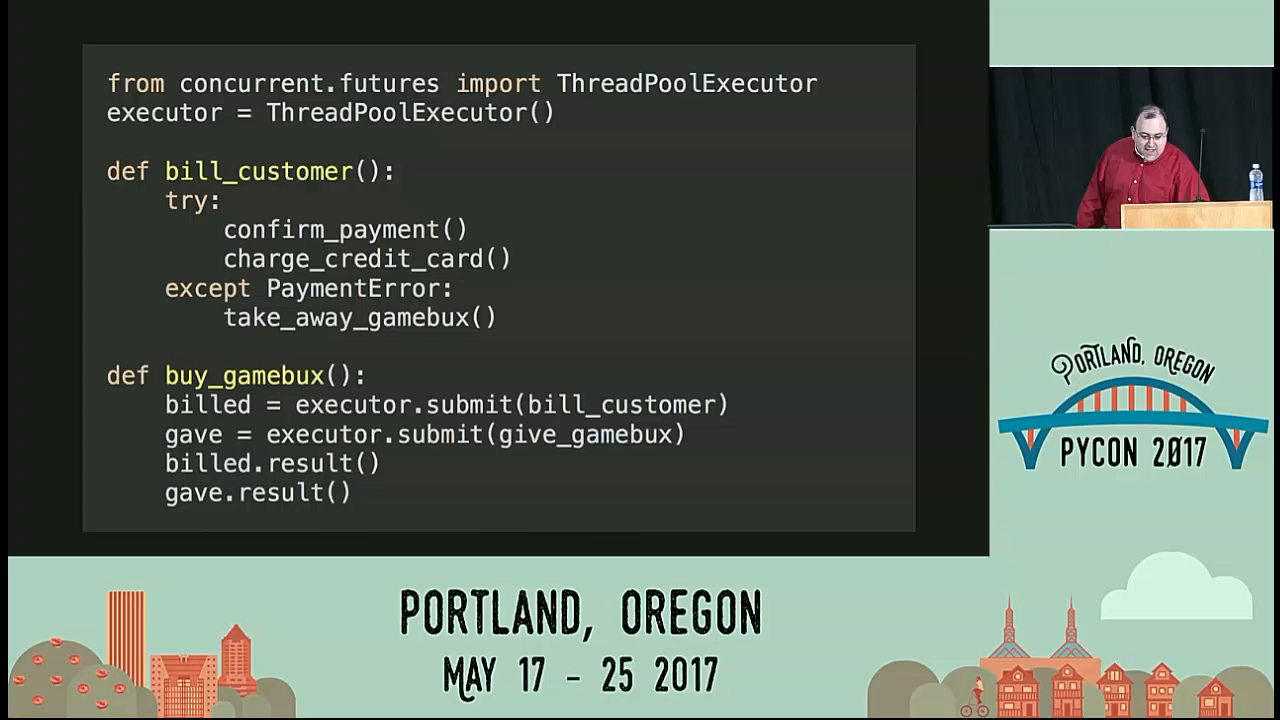 from concurrent.futures import ThreadPoolExecutor
executor = ThreadPoolExecutor()

def bill_customer():
    try:
        confirm_payment()
        charge_credit_card()
    except PaymentError:
        take_away_gamebux()

def buy_gamebux():
    billed = executor.submit(bill_customer)
    gave = executor.submit(give_gamebux)
    billed.result()
    gave.result()
PORTLAND, OREGON
PYCON 2017
PORTLAND, OREGON
MAY 17 - 25 2017